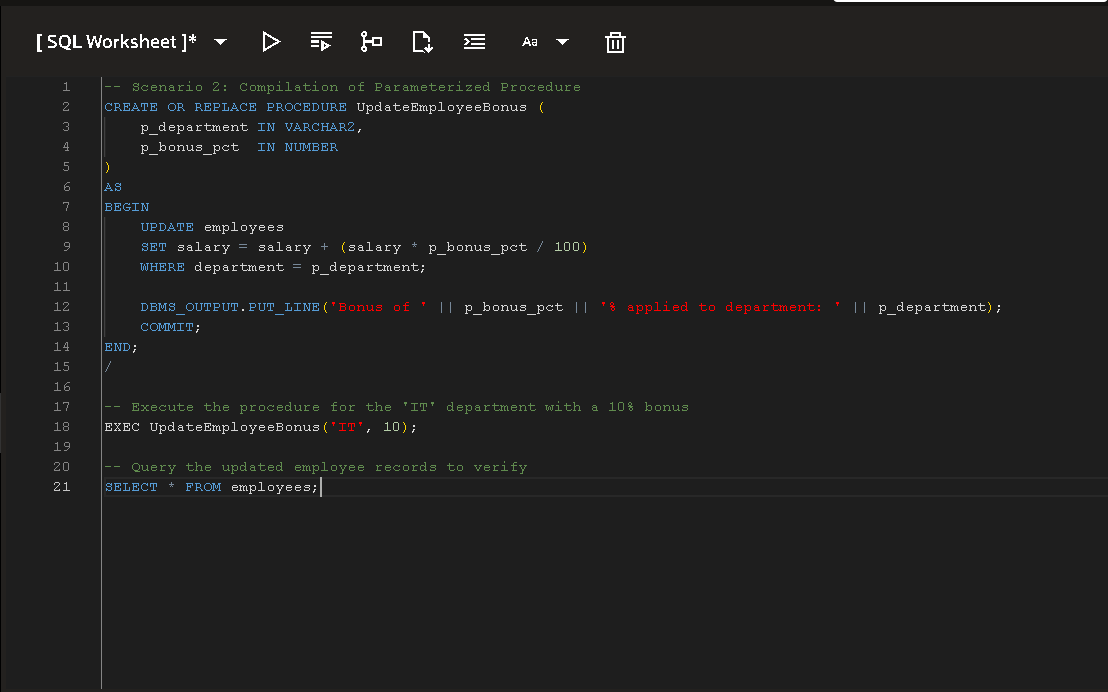 [ SQL Worksheet ]* Aa
1 -- Scenario 2: Compilation of Parameterized Procedure
2 CREATE OR REPLACE PROCEDURE UpdateEmployeeBonus (
3     p_department IN VARCHAR2,
4     p_bonus_pct  IN NUMBER
5 )
6 AS
7 BEGIN
8     UPDATE employees
9     SET salary = salary + (salary * p_bonus_pct / 100)
10     WHERE department = p_department;
11
12     DBMS_OUTPUT.PUT_LINE('Bonus of ' || p_bonus_pct || '% applied to department: ' || p_department);
13     COMMIT;
14 END;
15 /
16
17 -- Execute the procedure for the 'IT' department with a 10% bonus
18 EXEC UpdateEmployeeBonus('IT', 10);
19
20 -- Query the updated employee records to verify
21 SELECT * FROM employees;